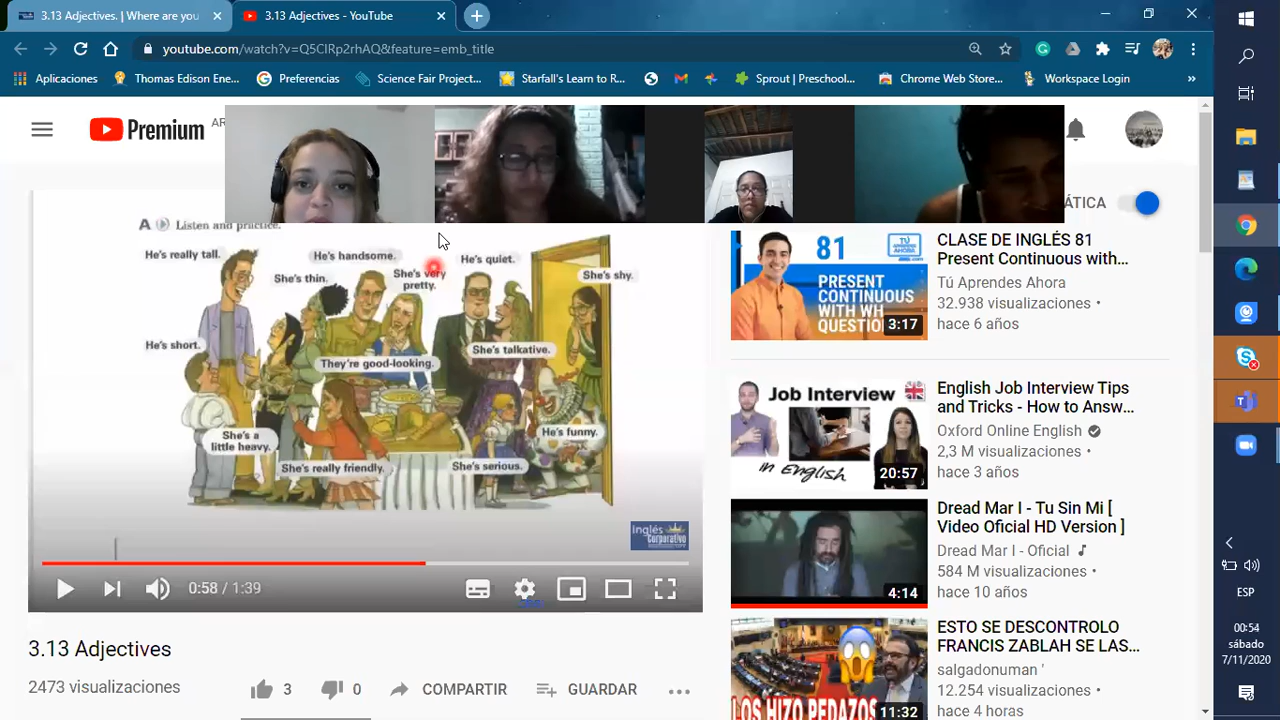 3.13 Adjectives. | Where are you
3.13 Adjectives - YouTube
youtube.com/watch?v=Q5ClRp2rhAQ&feature=emb_title
Aplicaciones
Thomas Edison Ene...
Preferencias
Science Fair Project...
Starfall's Learn to R...
Sprout | Preschool...
Chrome Web Store...
Workspace Login
»
Premium
AR
ÁTICA
A Listen and practice.
He's really tall.
He's handsome.
She's thin.
She's very
pretty.
He's quiet.
She's shy.
He's short.
They're good-looking.
She's talkative.
She's a
little heavy.
He's funny.
She's really friendly.
She's serious.
Inglés
Corporativo
0:58 / 1:39
3.13 Adjectives
2473 visualizaciones
3
0
COMPARTIR
GUARDAR
81
TÚ
APRENDES
AHORA
PRESENT
CONTINUOUS
WITH WH
QUESTION
3:17
CLASE DE INGLÉS 81
Present Continuous with...
Tú Aprendes Ahora
32.938 visualizaciones •
hace 6 años
Job Interview
in English
20:57
English Job Interview Tips
and Tricks - How to Answ...
Oxford Online English
2,3 M visualizaciones •
hace 3 años
4:14
Dread Mar I - Tu Sin Mi [
Video Oficial HD Version ]
Dread Mar I - Oficial
584 M visualizaciones •
hace 10 años
LOS HIZO PEDAZOS
11:32
ESTO SE DESCONTROLO
FRANCIS ZABLAH SE LAS...
salgadonuman '
12.254 visualizaciones •
hace 4 horas
ESP
00:54
sábado
7/11/2020